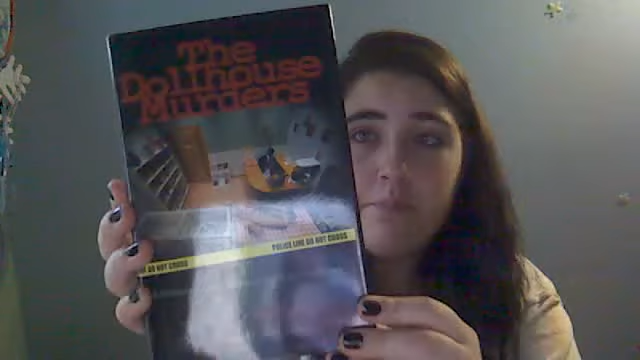 The
Dollhouse
Murders
DO NOT CROSS
POLICE LINE DO NOT CROSS